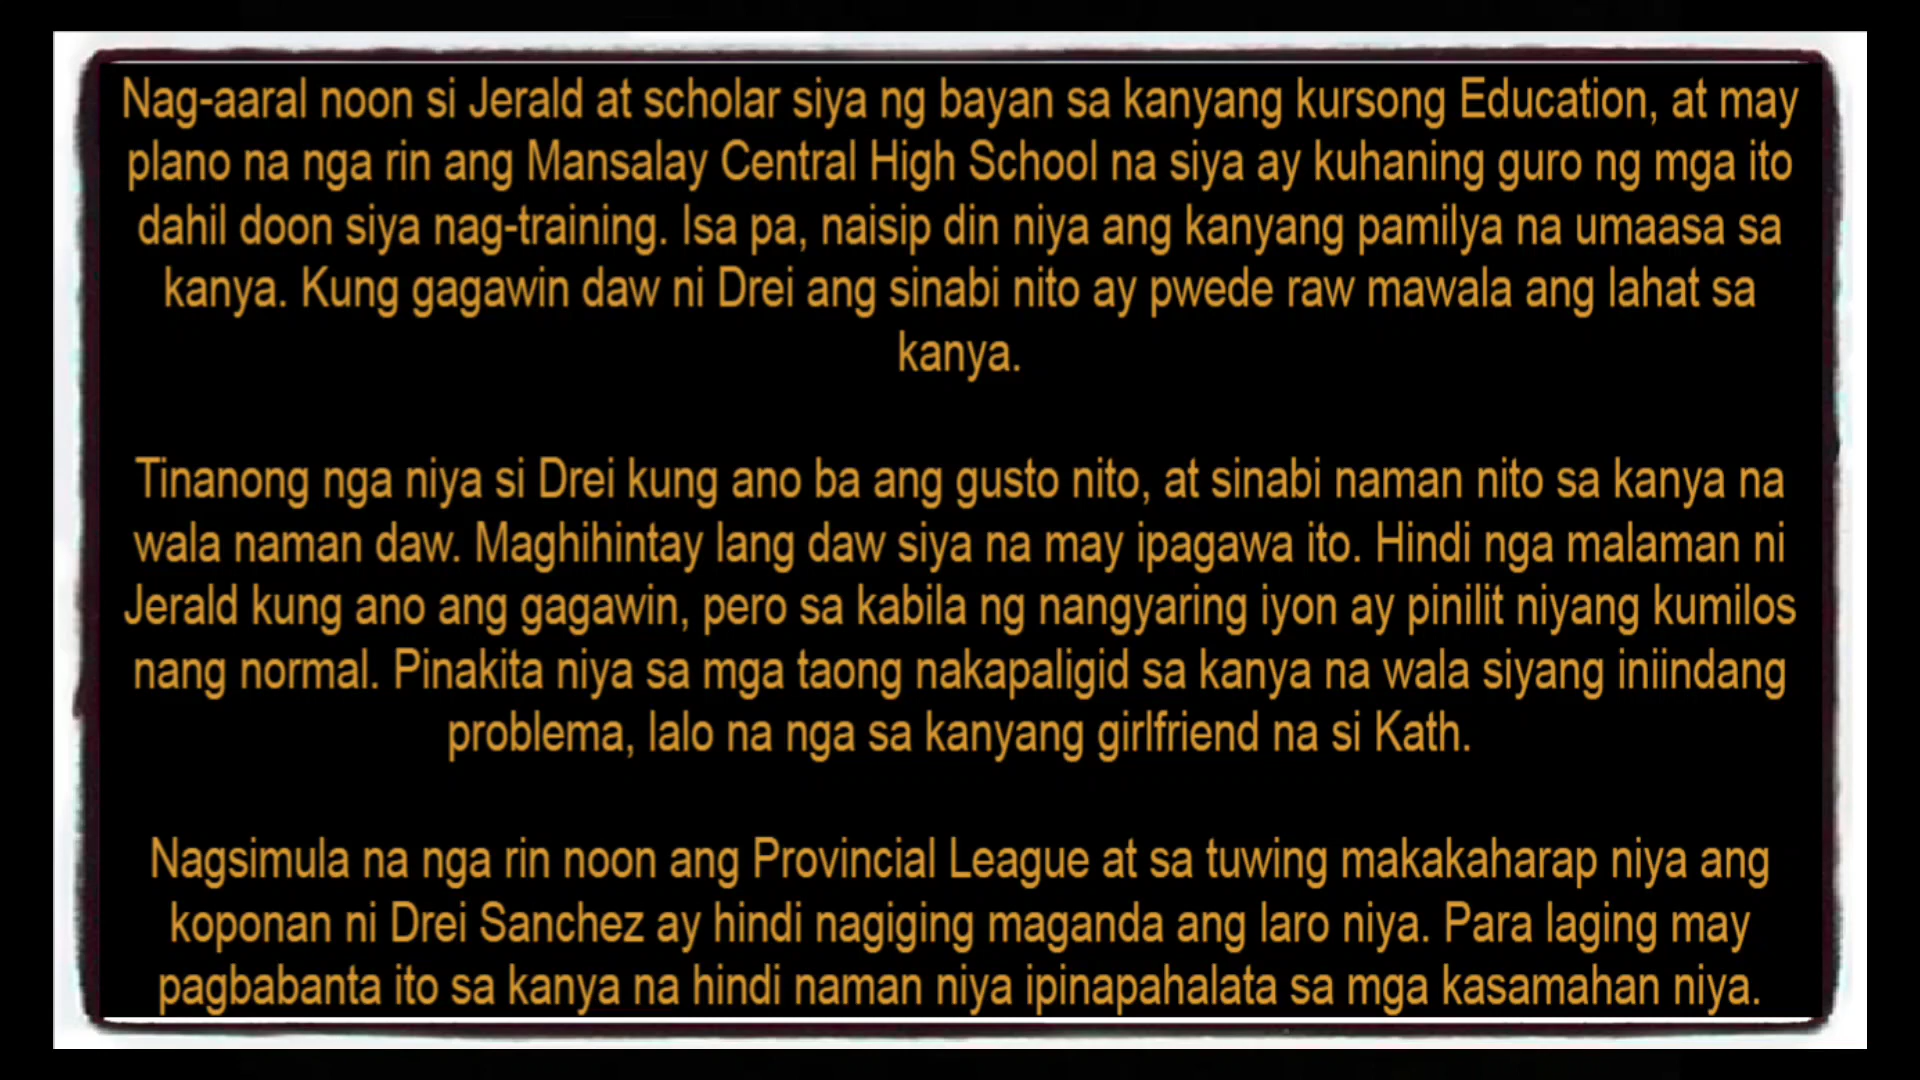 Nag-aaral noon si Jerald at scholar siya ng bayan sa kanyang kursong Education, at may
plano na nga rin ang Mansalay Central High School na siya ay kuhaning guro ng mga ito
dahil doon siya nag-training. Isa pa, naisip din niya ang kanyang pamilya na umaasa sa
kanya. Kung gagawin daw ni Drei ang sinabi nito ay pwede raw mawala ang lahat sa
kanya.
Tinanong nga niya si Drei kung ano ba ang gusto nito, at sinabi naman nito sa kanya na
wala naman daw. Maghihintay lang daw siya na may ipagawa ito. Hindi nga malaman ni
Jerald kung ano ang gagawin, pero sa kabila ng nangyaring iyon ay pinilit niyang kumilos
nang normal. Pinakita niya sa mga taong nakapaligid sa kanya na wala siyang iniindang
problema, lalo na nga sa kanyang girlfriend na si Kath.
Nagsimula na nga rin noon ang Provincial League at sa tuwing makakaharap niya ang
koponan ni Drei Sanchez ay hindi nagiging maganda ang laro niya. Para laging may
pagbabanta ito sa kanya na hindi naman niya ipinapahalata sa mga kasamahan niya.